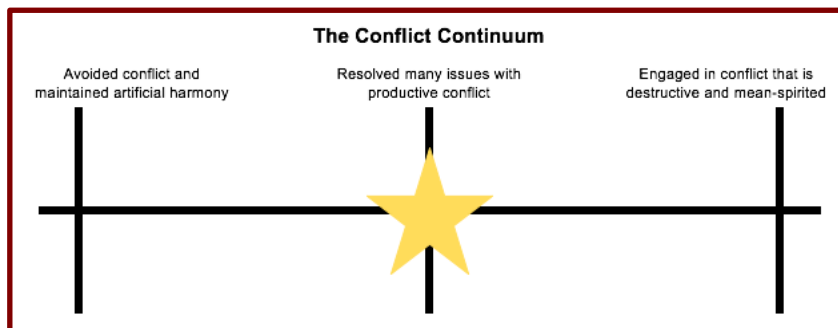 The Conflict Continuum
Avoided conflict and
maintained artificial harmony
Resolved many issues with
productive conflict
Engaged in conflict that is
destructive and mean-spirited